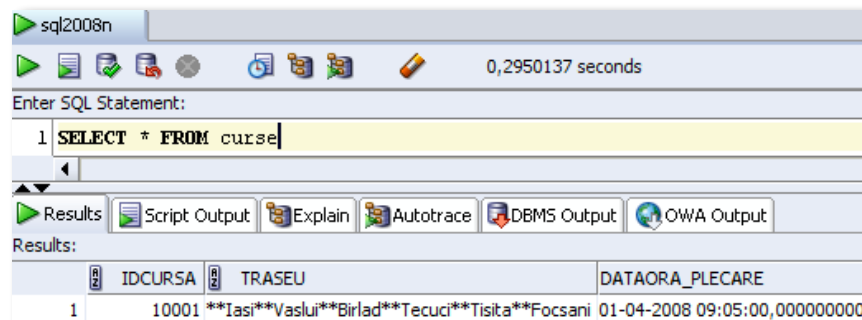 sql2008n
0,2950137 seconds
Enter SQL Statement:
1 SELECT * FROM curse
Results Script Output Explain Autotrace DBMS Output OWA Output
Results:
IDCURSA TRASEU DATAORA_PLECARE
1 10001 **Iasi**Vaslui**Birlad**Tecuci**Tisita**Focsani 01-04-2008 09:05:00,000000000